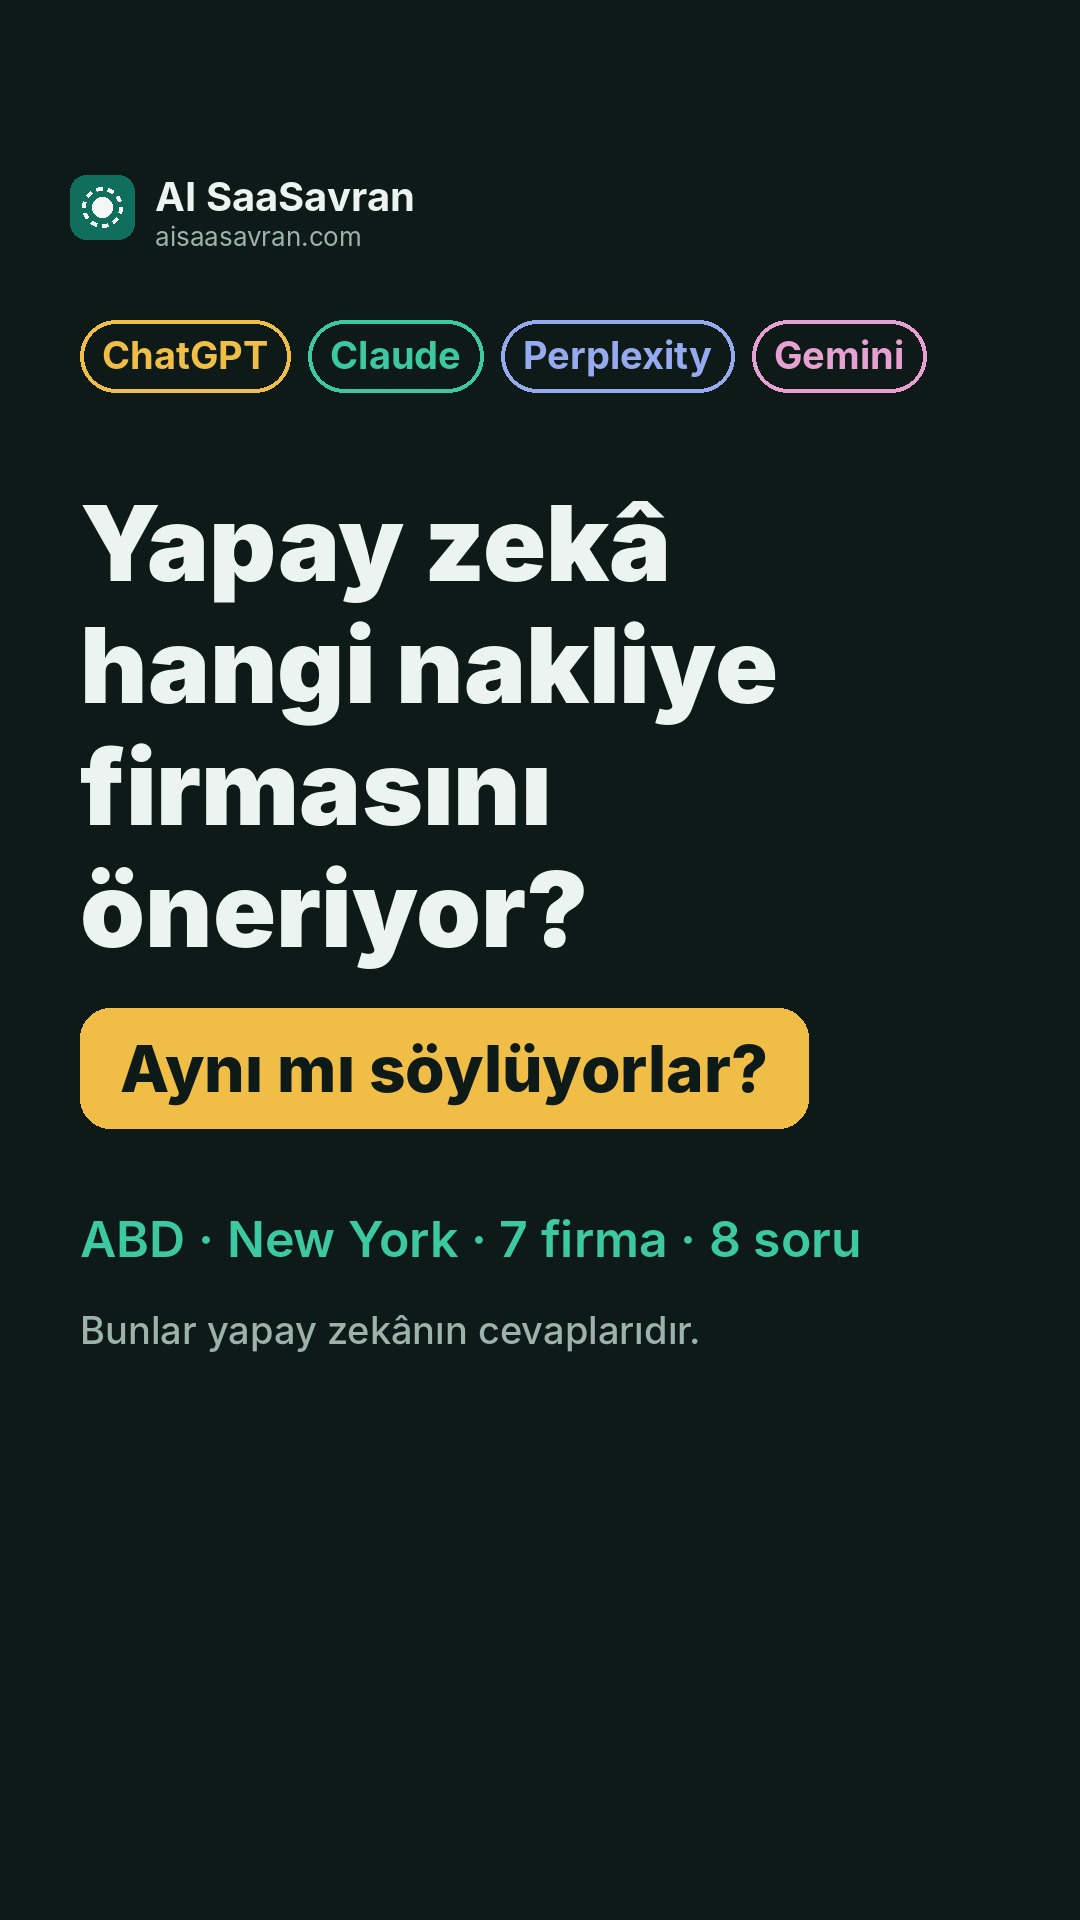 AI SaaSavran
aisaasavran.com
ChatGPT Claude Perplexity Gemini
Yapay zekâ
hangi nakliye
firmasını
öneriyor?
Aynı mı söylüyorlar?
ABD · New York · 7 firma · 8 soru
Bunlar yapay zekânın cevaplarıdır.